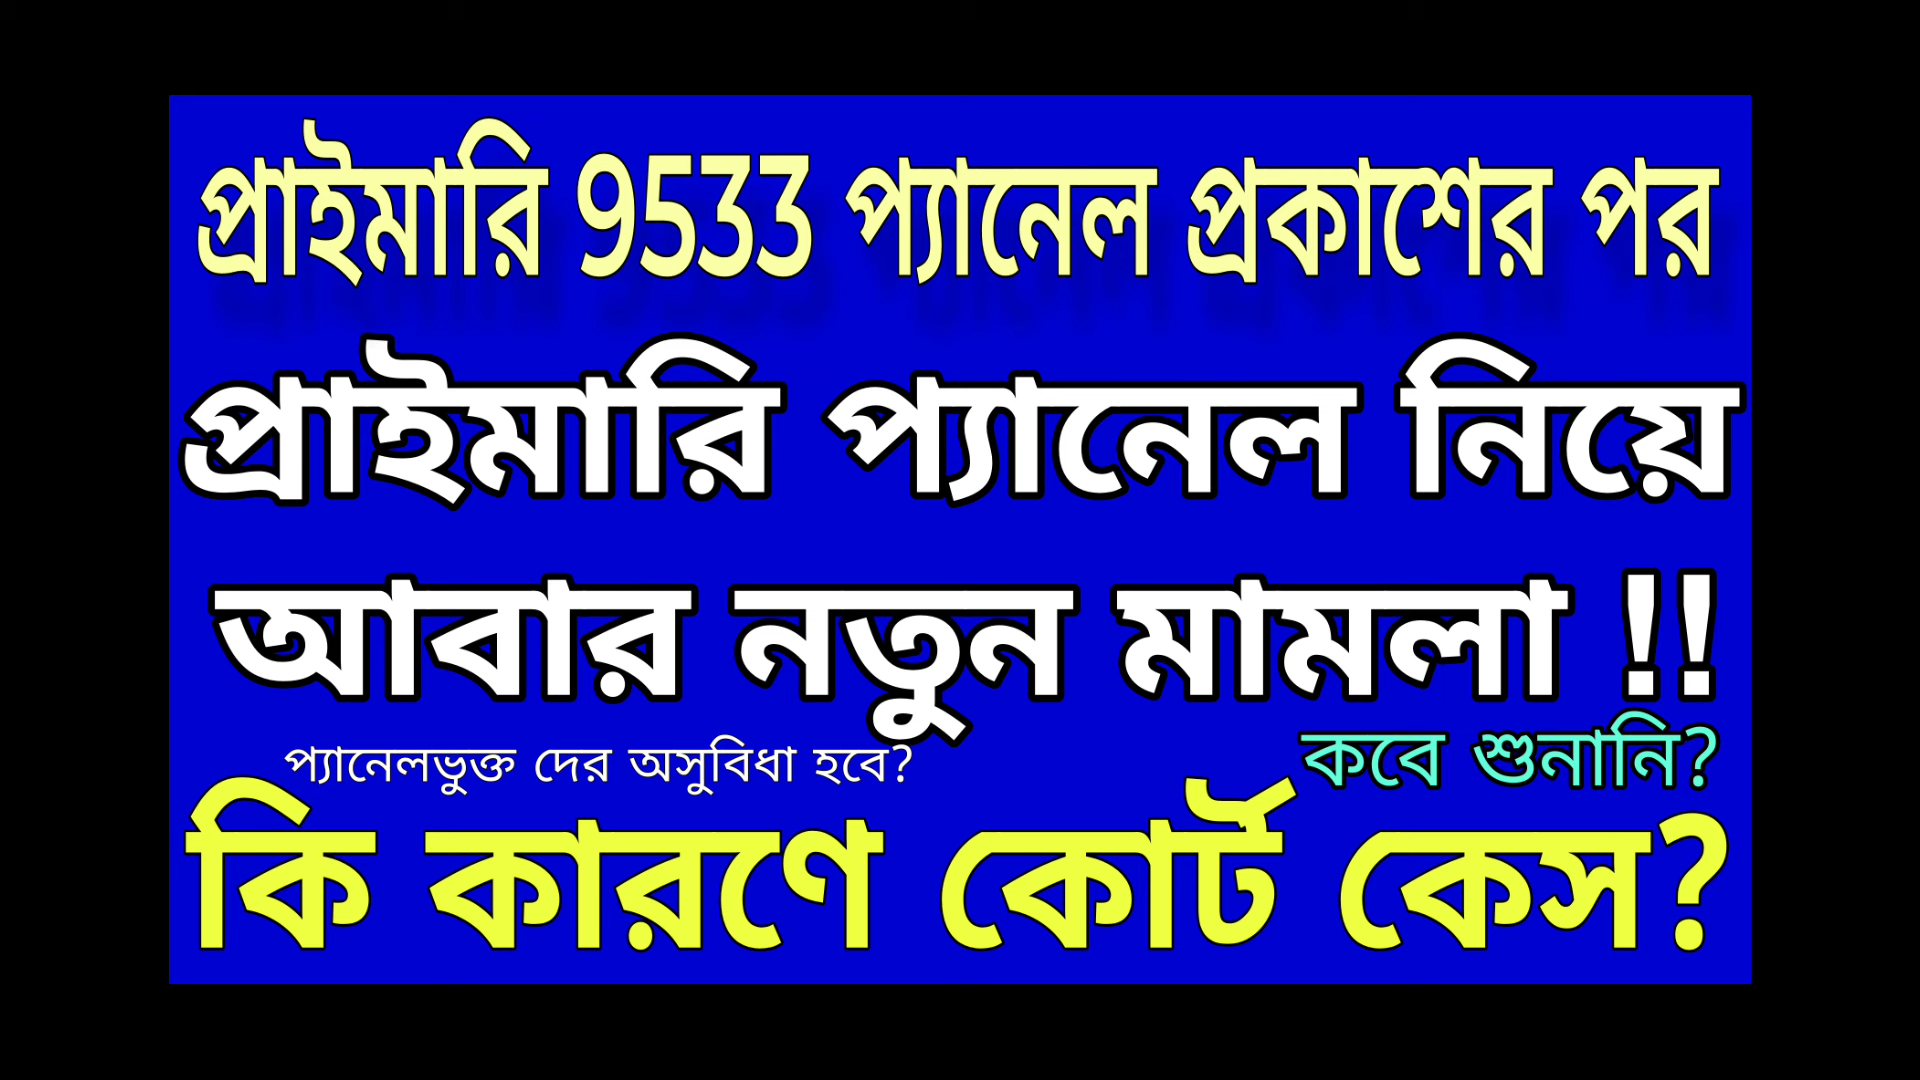 প্রাইমারি 9533 প্যানেল প্রকাশের পর
প্রাইমারি প্যানেল নিয়ে
আবার নতুন মামলা !!
প্যানেলভুক্ত দের অসুবিধা হবে?
কবে শুনানি?
কি কারণে কোর্ট কেস?